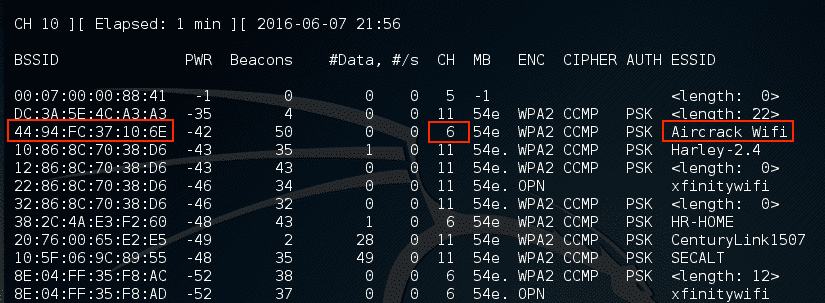 CH 10 ][ Elapsed: 1 min ][ 2016-06-07 21:56
BSSID PWR Beacons #Data, #/s CH MB ENC CIPHER AUTH ESSID
00:07:00:00:88:41 -1 0 0 0 5 -1 <length: 0>
DC:3A:5E:4C:A3:A3 -35 4 0 0 11 54e WPA2 CCMP PSK <length: 22>
44:94:FC:37:10:6E -42 50 0 0 6 54e WPA2 CCMP PSK Aircrack Wifi
10:86:8C:70:38:D6 -43 35 1 0 11 54e. WPA2 CCMP PSK Harley-2.4
12:86:8C:70:38:D6 -43 43 0 0 11 54e. WPA2 CCMP PSK <length: 0>
22:86:8C:70:38:D6 -46 34 0 0 11 54e. OPN xfinitywifi
32:86:8C:70:38:D6 -46 32 0 0 11 54e. WPA2 CCMP PSK <length: 0>
38:2C:4A:E3:F2:60 -48 43 1 0 6 54e WPA2 CCMP PSK HR-HOME
20:76:00:65:E2:E5 -49 2 28 0 11 54e WPA2 CCMP PSK CenturyLink1507
10:5F:06:9C:89:55 -48 35 49 0 11 54e WPA2 CCMP PSK SECALT
8E:04:FF:35:F8:AC -52 38 0 0 6 54e. WPA2 CCMP PSK <length: 12>
8E:04:FF:35:F8:AD -52 37 0 0 6 54e. OPN xfinitywifi